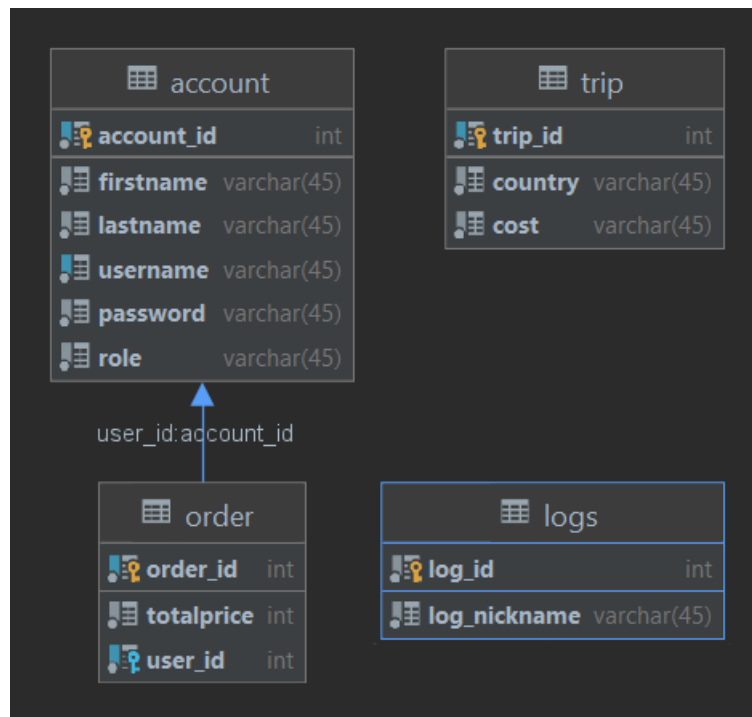 account
account_id int
firstname varchar(45)
lastname varchar(45)
username varchar(45)
password varchar(45)
role varchar(45)
trip
trip_id int
country varchar(45)
cost varchar(45)
user_id:account_id
order
order_id int
totalprice int
user_id int
logs
log_id int
log_nickname varchar(45)